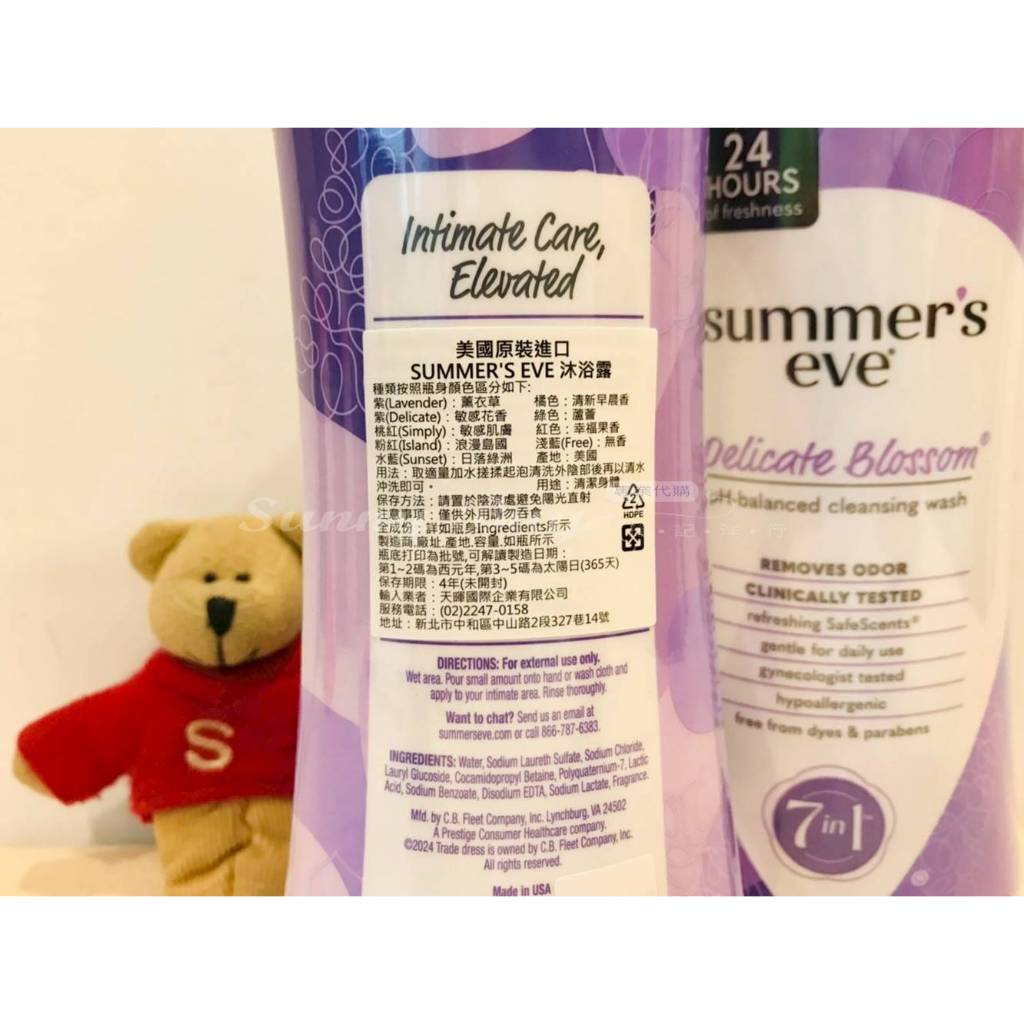 Intimate Care,
Elevated
美國原裝進口
SUMMER'S EVE 沐浴露
種類按照瓶身顏色區分如下:
紫(Lavender)：薰衣草 橘色：清新早晨香
紫(Delicate)：敏感花香 綠色：蘆薈
桃紅(Simply)：敏感肌膚 紅色：幸福果香
粉紅(Island)：浪漫島國 淺藍(Free)：無香
水藍(Sunset)：日落綠洲 產地：美國
用法：取適量加水搓揉起泡清洗外陰部後再以清水
沖洗即可。 用途：清潔身體
保存方法：請置於陰涼處避免陽光直射
注意事項：僅供外用請勿吞食
全成份：詳如瓶身Ingredients所示
製造商.廠址.產地.容量.如瓶所示
瓶底打印為批號,可解讀製造日期：
第1~2碼為西元年,第3~5碼為太陽日(365天)
保存期限：4年(未開封)
輸入業者：天暉國際企業有限公司
服務電話：(02)2247-0158
地址：新北市中和區中山路2段327巷14號
2
HDPE
DIRECTIONS: For external use only.
Wet area. Pour small amount onto hand or wash cloth and
apply to your intimate area. Rinse thoroughly.
Want to chat? Send us an email at
summerseve.com or call 866-787-6383.
INGREDIENTS: Water, Sodium Laureth Sulfate, Sodium Chloride,
Lauryl Glucoside, Cocamidopropyl Betaine, Polyquaternium-7, Lactic
Acid, Sodium Benzoate, Disodium EDTA, Sodium Lactate, Fragrance.
Mfd. by C.B. Fleet Company, Inc. Lynchburg, VA 24502
A Prestige Consumer Healthcare company.
©2024 Trade dress is owned by C.B. Fleet Company, Inc.
All rights reserved.
Made in USA
24
HOURS
of freshness
summer's
eve®
Delicate Blossom®
pH-balanced cleansing wash
REMOVES ODOR
CLINICALLY TESTED
refreshing SafeScents®
gentle for daily use
gynecologist tested
hypoallergenic
free from dyes & parabens
7 in 1™
S